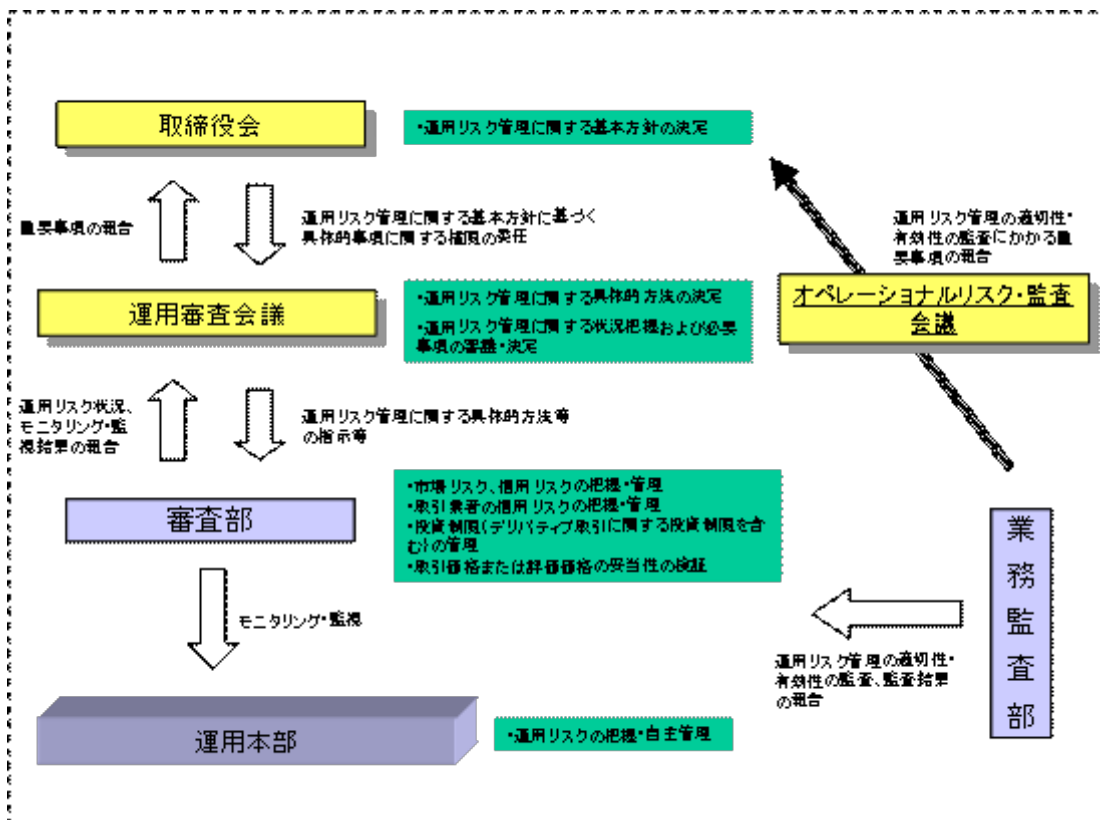 取締役会
・運用リスク管理に関する基本方針の決定
重要事項の報告
運用リスク管理に関する基本方針に基づく
具体的事項に関する権限の委任
運用リスク管理の適切性・
有効性の監査にかかる重
要事項の報告
運用審査会議
・運用リスク管理に関する具体的方法の決定
・運用リスク管理に関する状況把握および必要
事項の審議・決定
オペレーショナルリスク・監査
会議
運用リスク状況、
モニタリング・監
視結果の報告
運用リスク管理に関する具体的方法等
の指示等
審査部
・市場リスク、信用リスクの把握・管理
・取引業者の信用リスクの把握・管理
・投資制限(デリバティブ取引に関する投資制限を含
む)の管理
・取引価格または評価価格の妥当性の検証
業務監査部
モニタリング・監視
運用リスク管理の適切性・
有効性の監査、監査結果
の報告
運用本部
・運用リスクの把握・自主管理